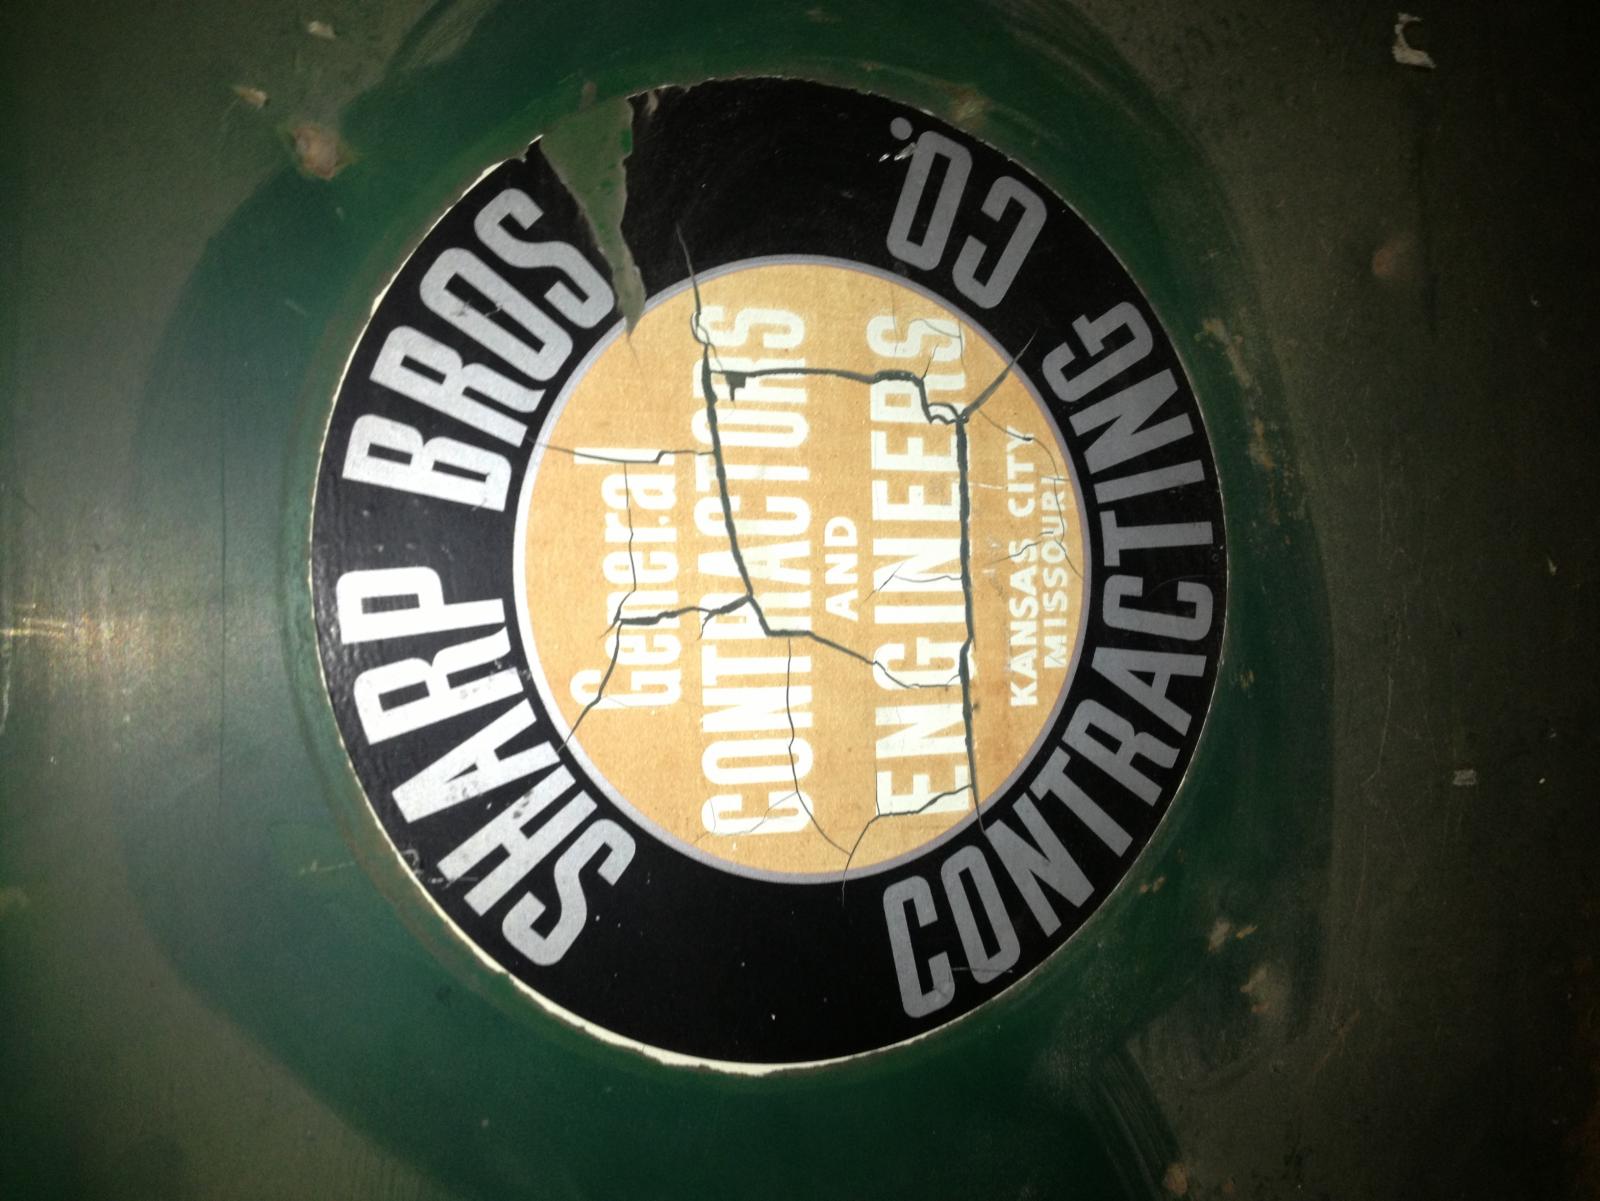 SHARP BROS
General
CONTRACTORS
AND
ENGINEERS
KANSAS CITY
MISSOURI
CONTRACTING CO.